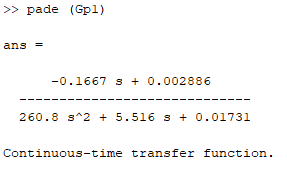 >> pade (Gp1)
ans =
-0.1667 s + 0.002886
-----------------------------
260.8 s^2 + 5.516 s + 0.01731
Continuous-time transfer function.